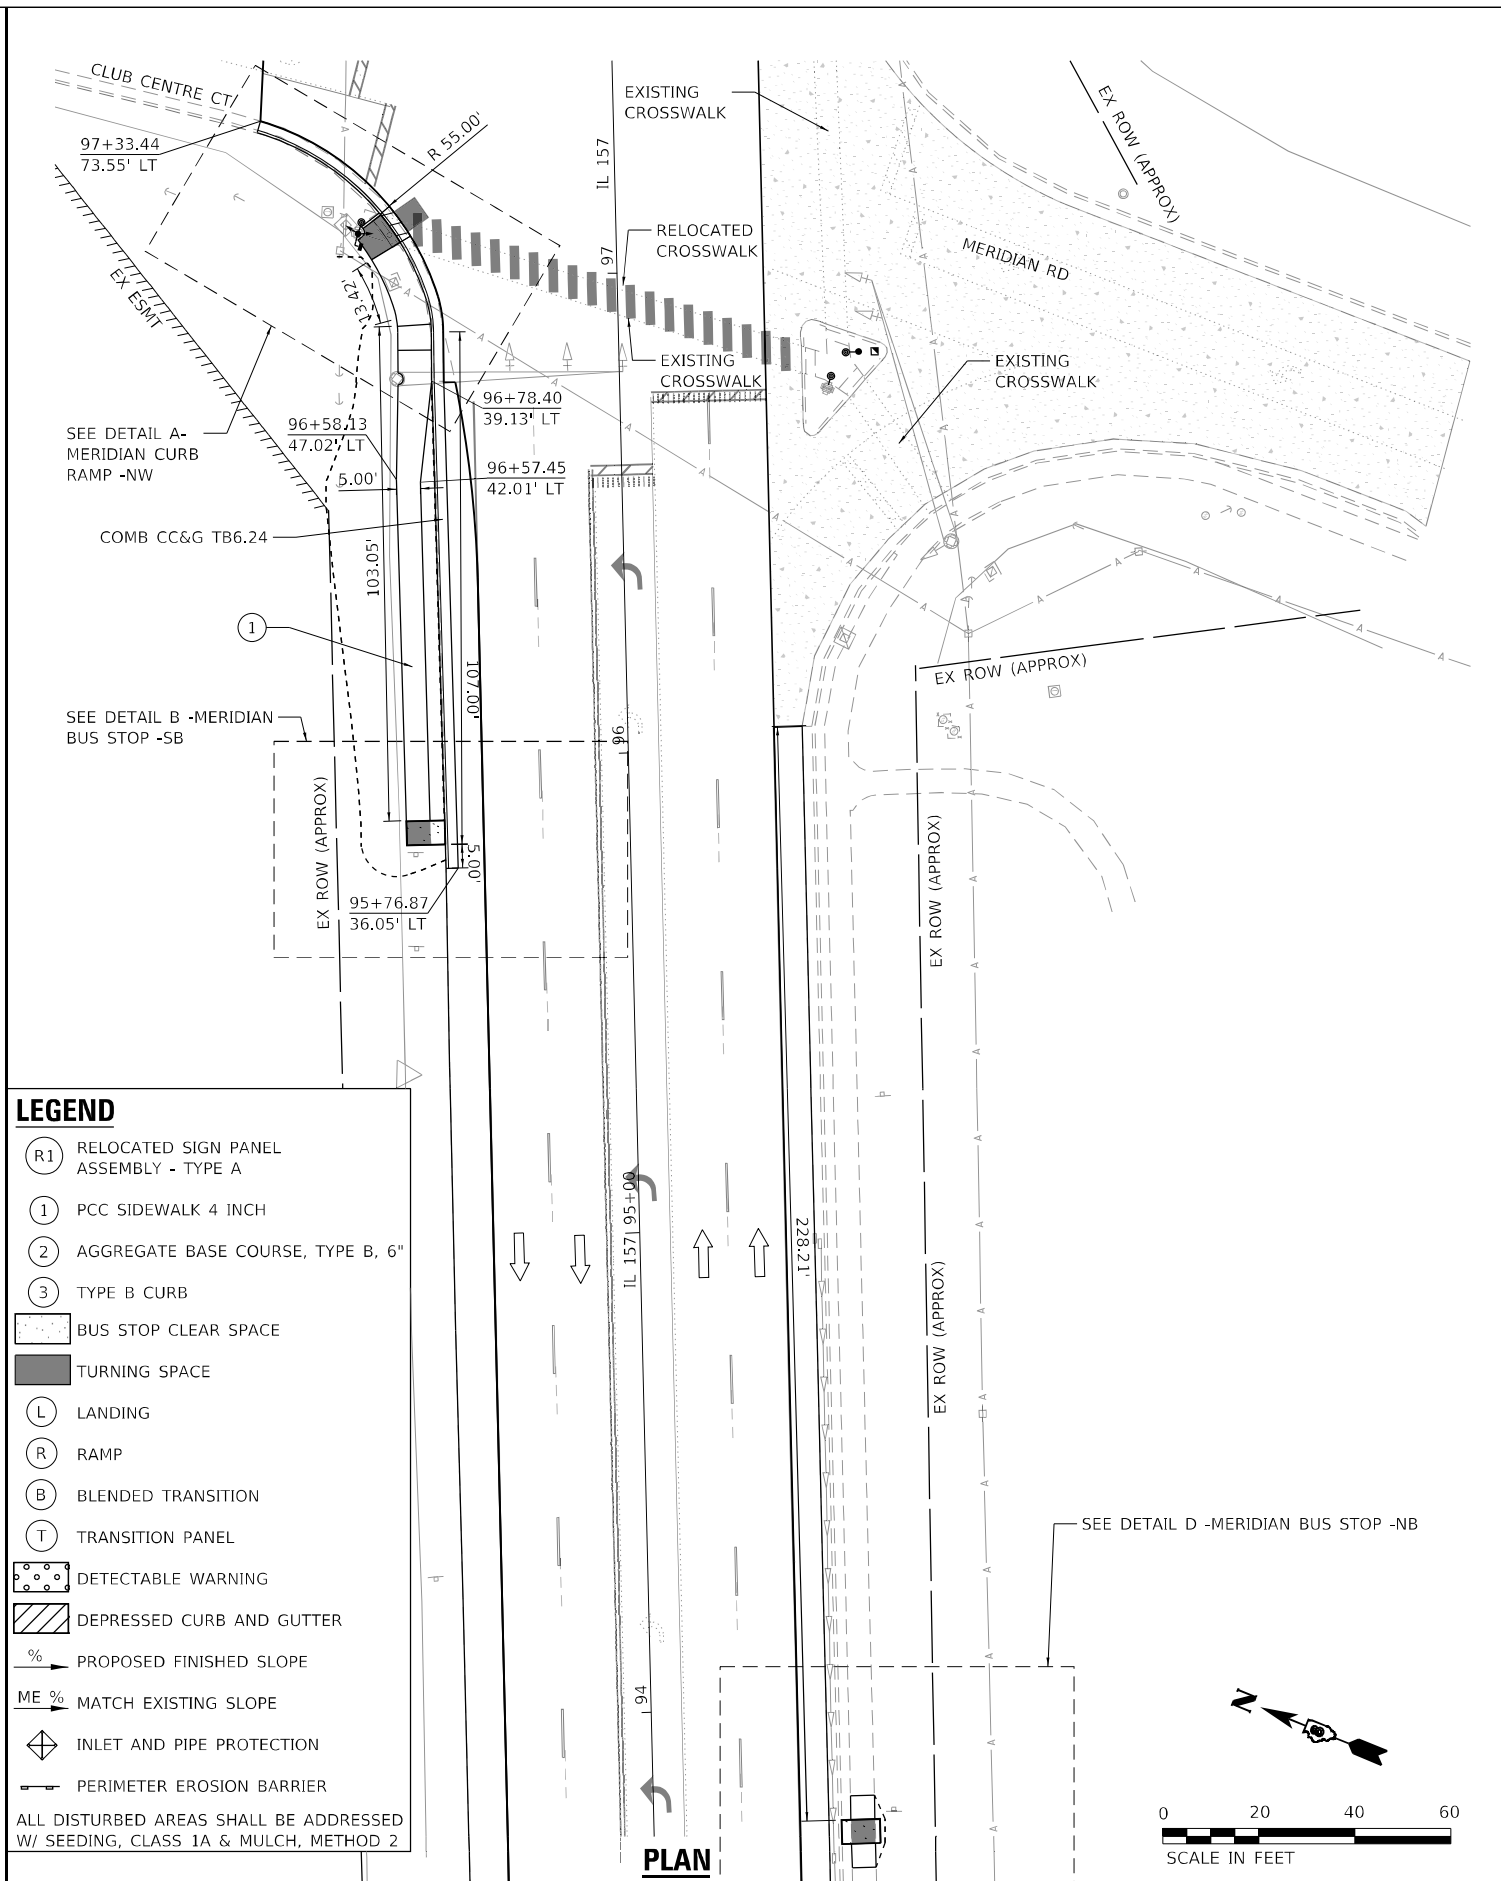 CLUB CENTRE CT
97+33.44
73.55' LT
R 55.00'
EXISTING
CROSSWALK
IL 157
97
EX ROW (APPROX)
RELOCATED
CROSSWALK
MERIDIAN RD
EX ESMT
13.42'
EXISTING
CROSSWALK
EXISTING
CROSSWALK
96+78.40
39.13' LT
96+58.13
47.02' LT
SEE DETAIL A-
MERIDIAN CURB
RAMP -NW
5.00'
96+57.45
42.01' LT
COMB CC&G TB6.24
103.05'
1
107.00'
EX ROW (APPROX)
SEE DETAIL B -MERIDIAN
BUS STOP -SB
96
EX ROW (APPROX)
5.00'
95+76.87
36.05' LT
EX ROW (APPROX)
IL 157 95+00
228.21'
EX ROW (APPROX)
94
SEE DETAIL D -MERIDIAN BUS STOP -NB
LEGEND
R1 RELOCATED SIGN PANEL
ASSEMBLY - TYPE A
1 PCC SIDEWALK 4 INCH
2 AGGREGATE BASE COURSE, TYPE B, 6"
3 TYPE B CURB
BUS STOP CLEAR SPACE
TURNING SPACE
L LANDING
R RAMP
B BLENDED TRANSITION
T TRANSITION PANEL
DETECTABLE WARNING
DEPRESSED CURB AND GUTTER
% PROPOSED FINISHED SLOPE
ME % MATCH EXISTING SLOPE
INLET AND PIPE PROTECTION
PERIMETER EROSION BARRIER
ALL DISTURBED AREAS SHALL BE ADDRESSED
W/ SEEDING, CLASS 1A & MULCH, METHOD 2
PLAN
N
0 20 40 60
SCALE IN FEET